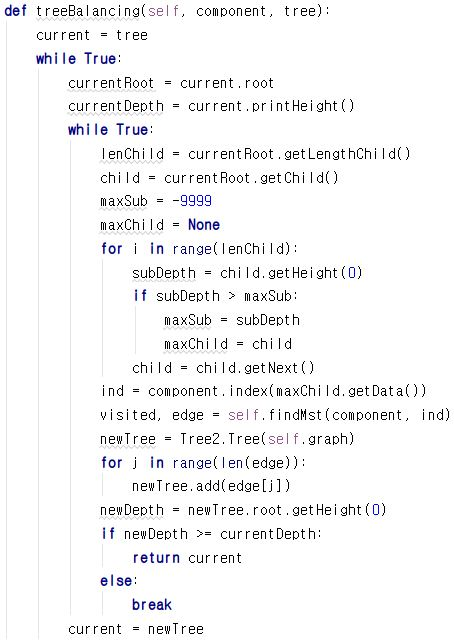 def treeBalancing(self, component, tree):
    current = tree
    while True:
        currentRoot = current.root
        currentDepth = current.printHeight()
        while True:
            lenChild = currentRoot.getLengthChild()
            child = currentRoot.getChild()
            maxSub = -9999
            maxChild = None
            for i in range(lenChild):
                subDepth = child.getHeight(0)
                if subDepth > maxSub:
                    maxSub = subDepth
                    maxChild = child
                child = child.getNext()
            ind = component.index(maxChild.getData())
            visited, edge = self.findMst(component, ind)
            newTree = Tree2.Tree(self.graph)
            for j in range(len(edge)):
                newTree.add(edge[j])
            newDepth = newTree.root.getHeight(0)
            if newDepth >= currentDepth:
                return current
            else:
                break
        current = newTree